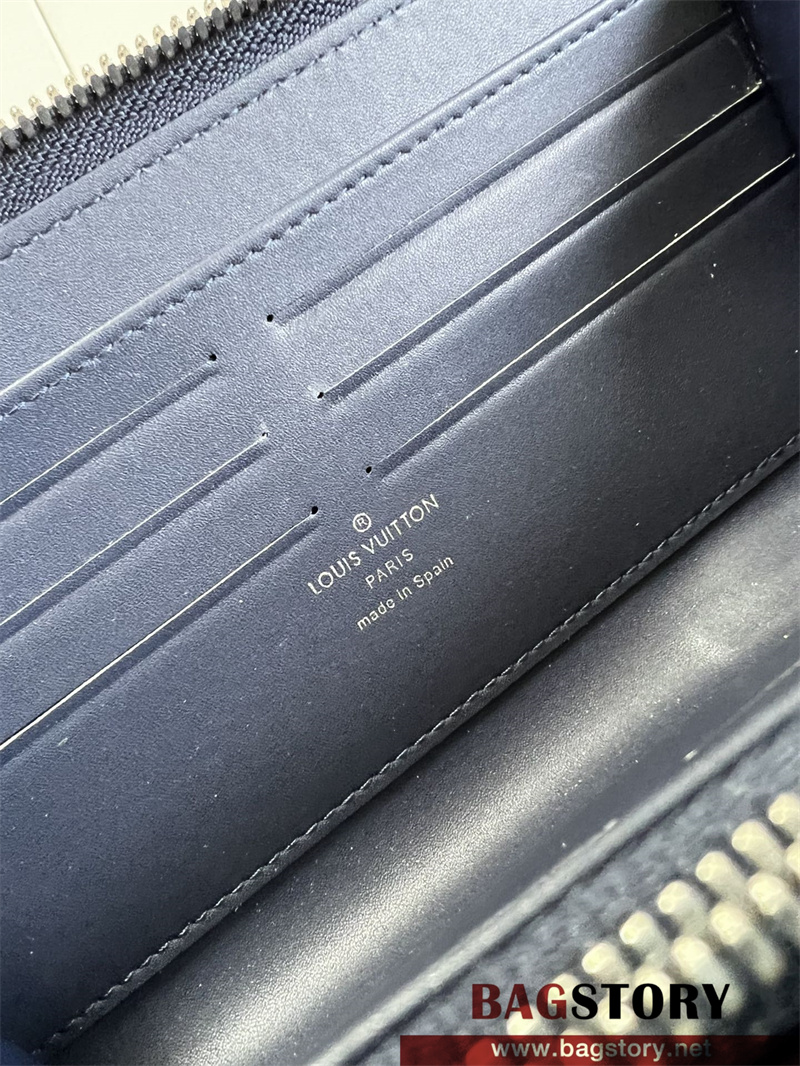 ®
LOUIS VUITTON
PARIS
made in Spain
BAGSTORY
www.bagstory.net